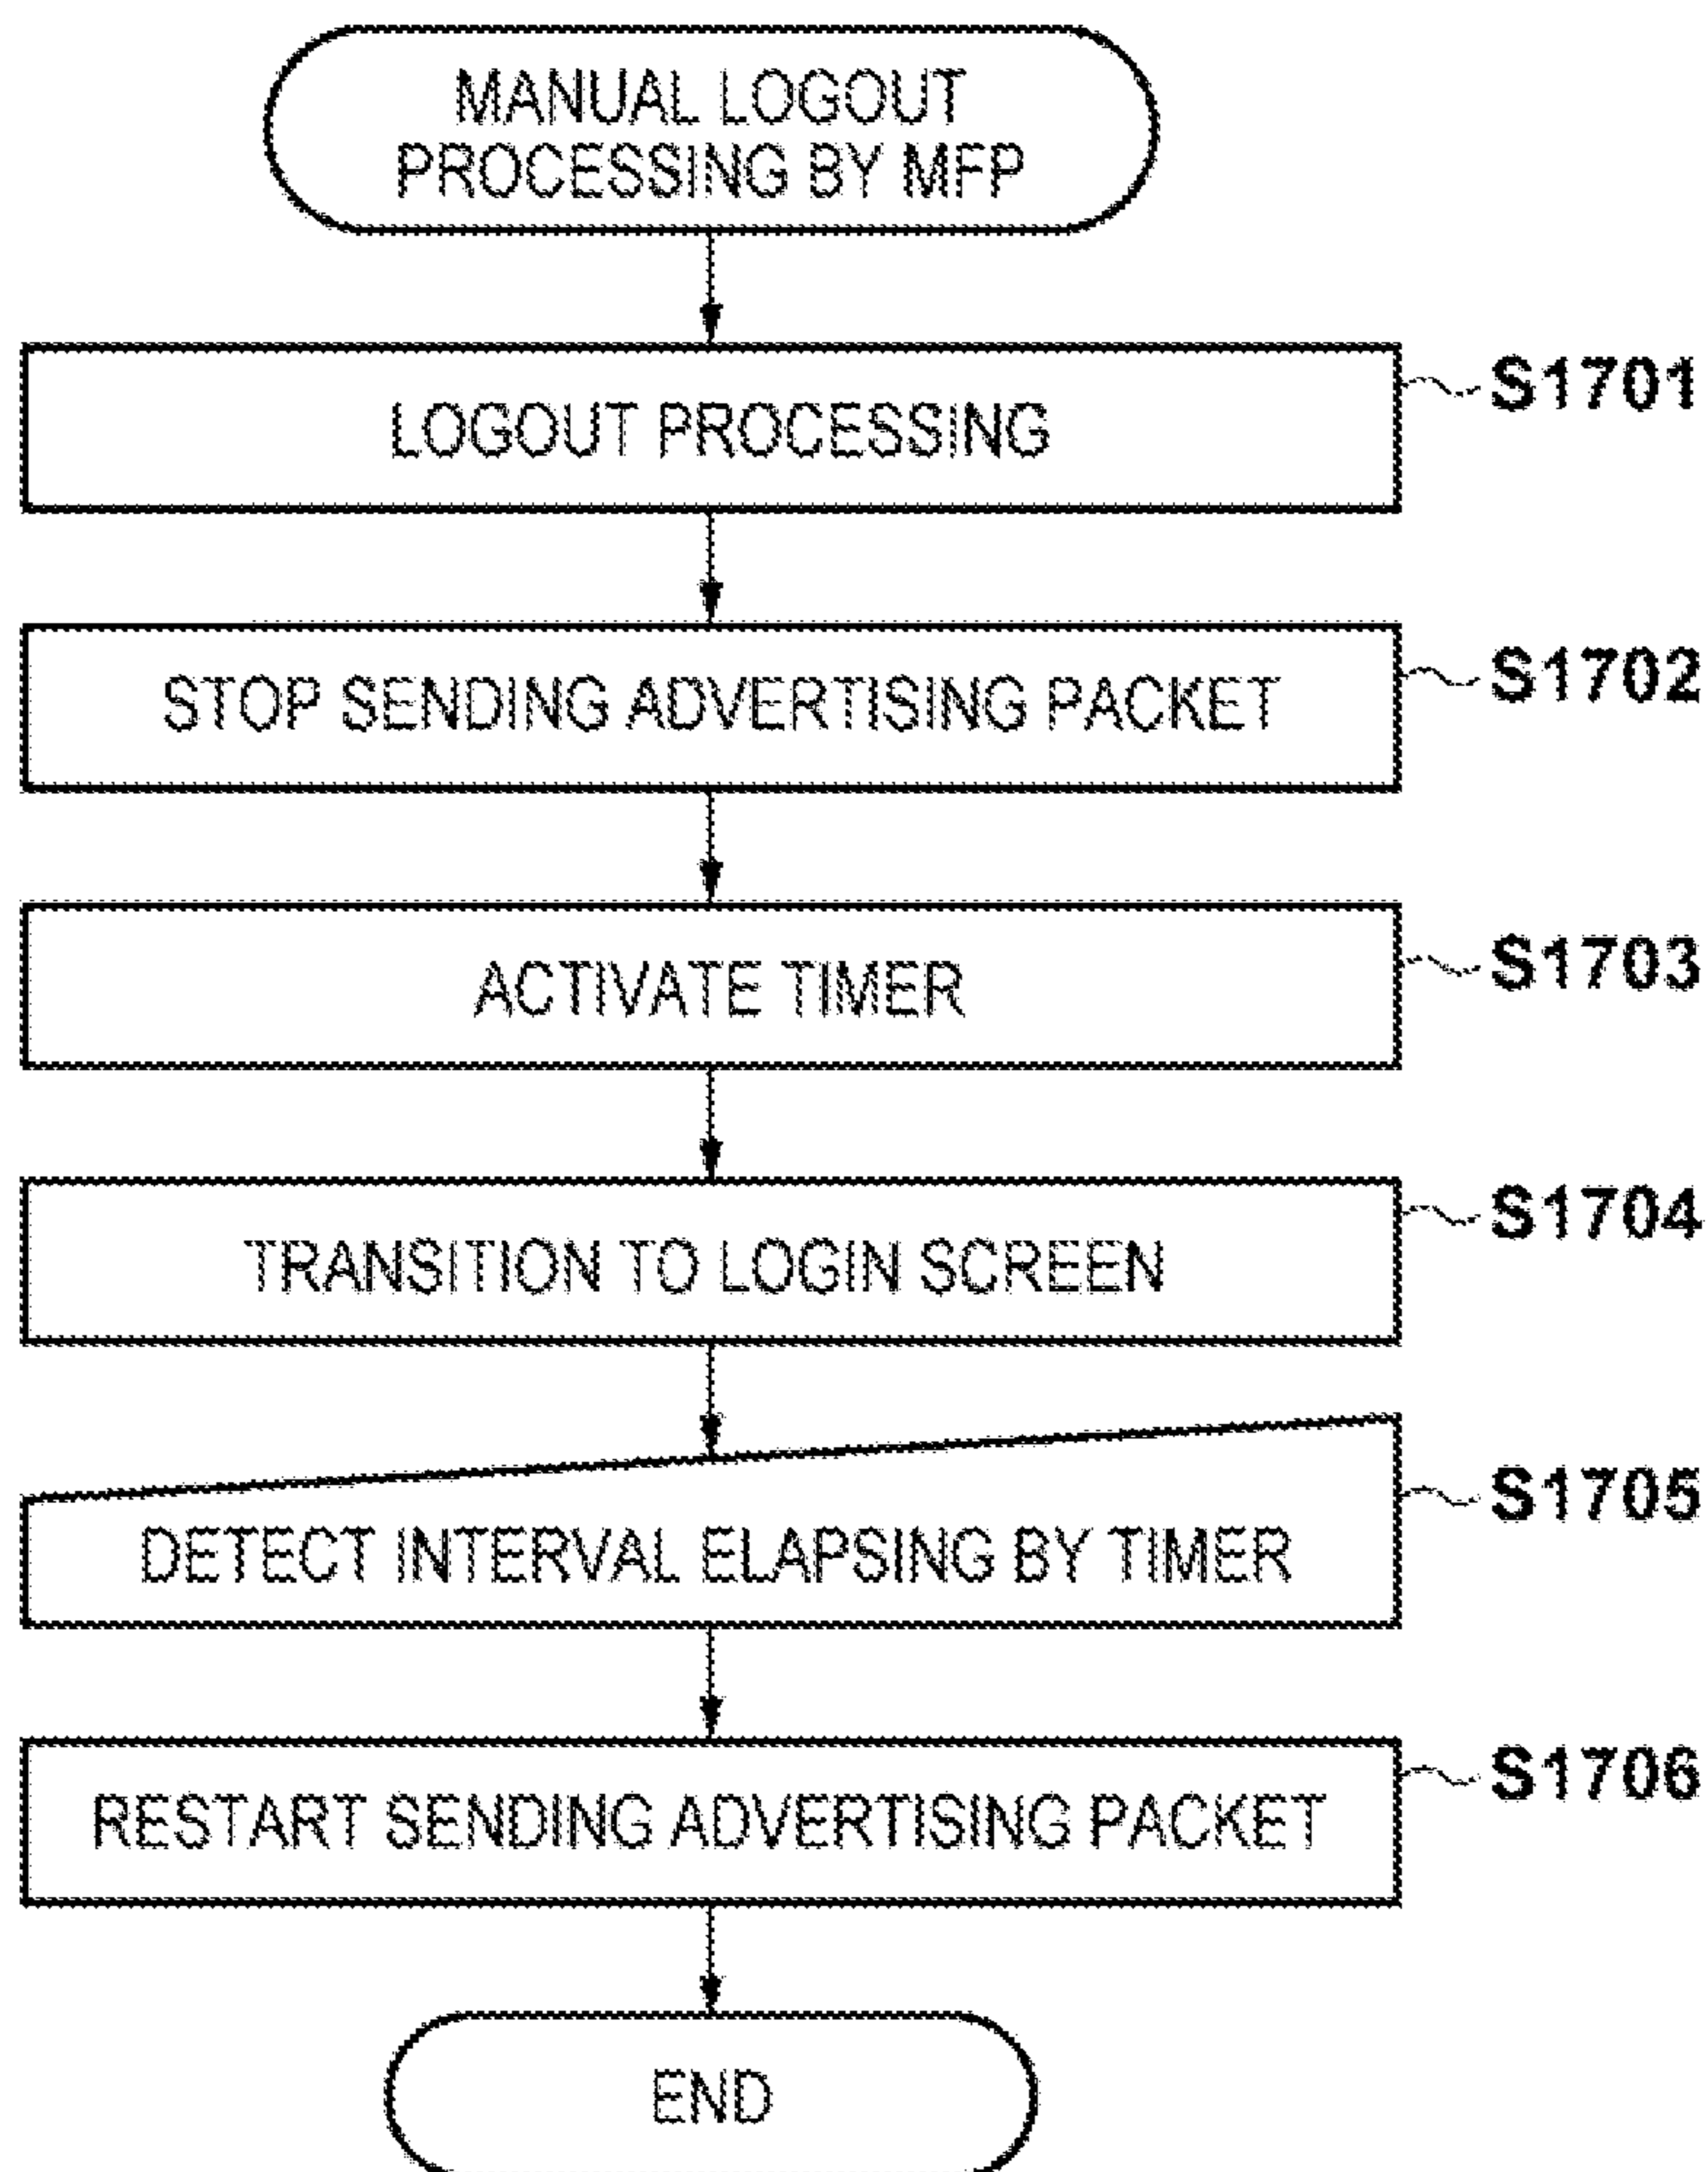 MANUAL LOGOUT
PROCESSING BY MFP
LOGOUT PROCESSING
S1701
STOP SENDING ADVERTISING PACKET
S1702
ACTIVATE TIMER
S1703
TRANSITION TO LOGIN SCREEN
S1704
DETECT INTERVAL ELAPSING BY TIMER
S1705
RESTART SENDING ADVERTISING PACKET
S1706
END